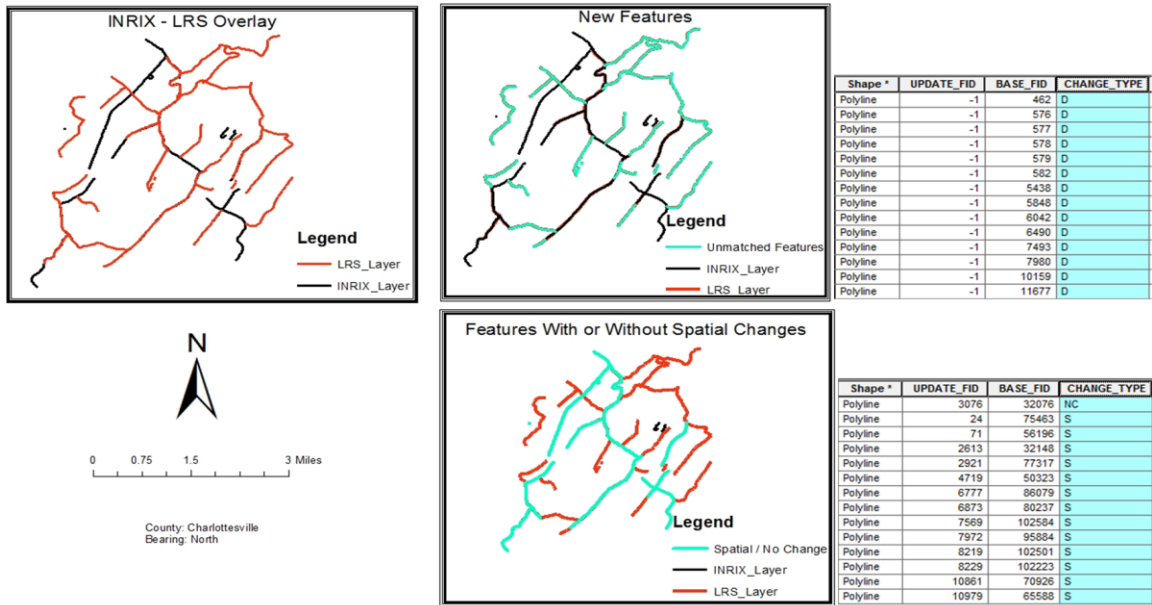 INRIX - LRS Overlay
Legend
LRS_Layer
INRIX_Layer
New Features
Legend
Unmatched Features
INRIX_Layer
LRS_Layer
Shape * UPDATE_FID BASE_FID CHANGE_TYPE
Polyline -1 462 D
Polyline -1 576 D
Polyline -1 577 D
Polyline -1 578 D
Polyline -1 579 D
Polyline -1 582 D
Polyline -1 5438 D
Polyline -1 5848 D
Polyline -1 6042 D
Polyline -1 6490 D
Polyline -1 7493 D
Polyline -1 7980 D
Polyline -1 10159 D
Polyline -1 11677 D
N
0 0.75 1.5 3 Miles
County: Charlottesville
Bearing: North
Features With or Without Spatial Changes
Legend
Spatial / No Change
INRIX_Layer
LRS_Layer
Shape * UPDATE_FID BASE_FID CHANGE_TYPE
Polyline 3076 32076 NC
Polyline 24 75463 S
Polyline 71 56196 S
Polyline 2613 32148 S
Polyline 2921 77317 S
Polyline 4719 50323 S
Polyline 6777 86079 S
Polyline 6873 80237 S
Polyline 7569 102584 S
Polyline 7972 95884 S
Polyline 8219 102501 S
Polyline 8229 102223 S
Polyline 10861 70926 S
Polyline 10979 65588 S